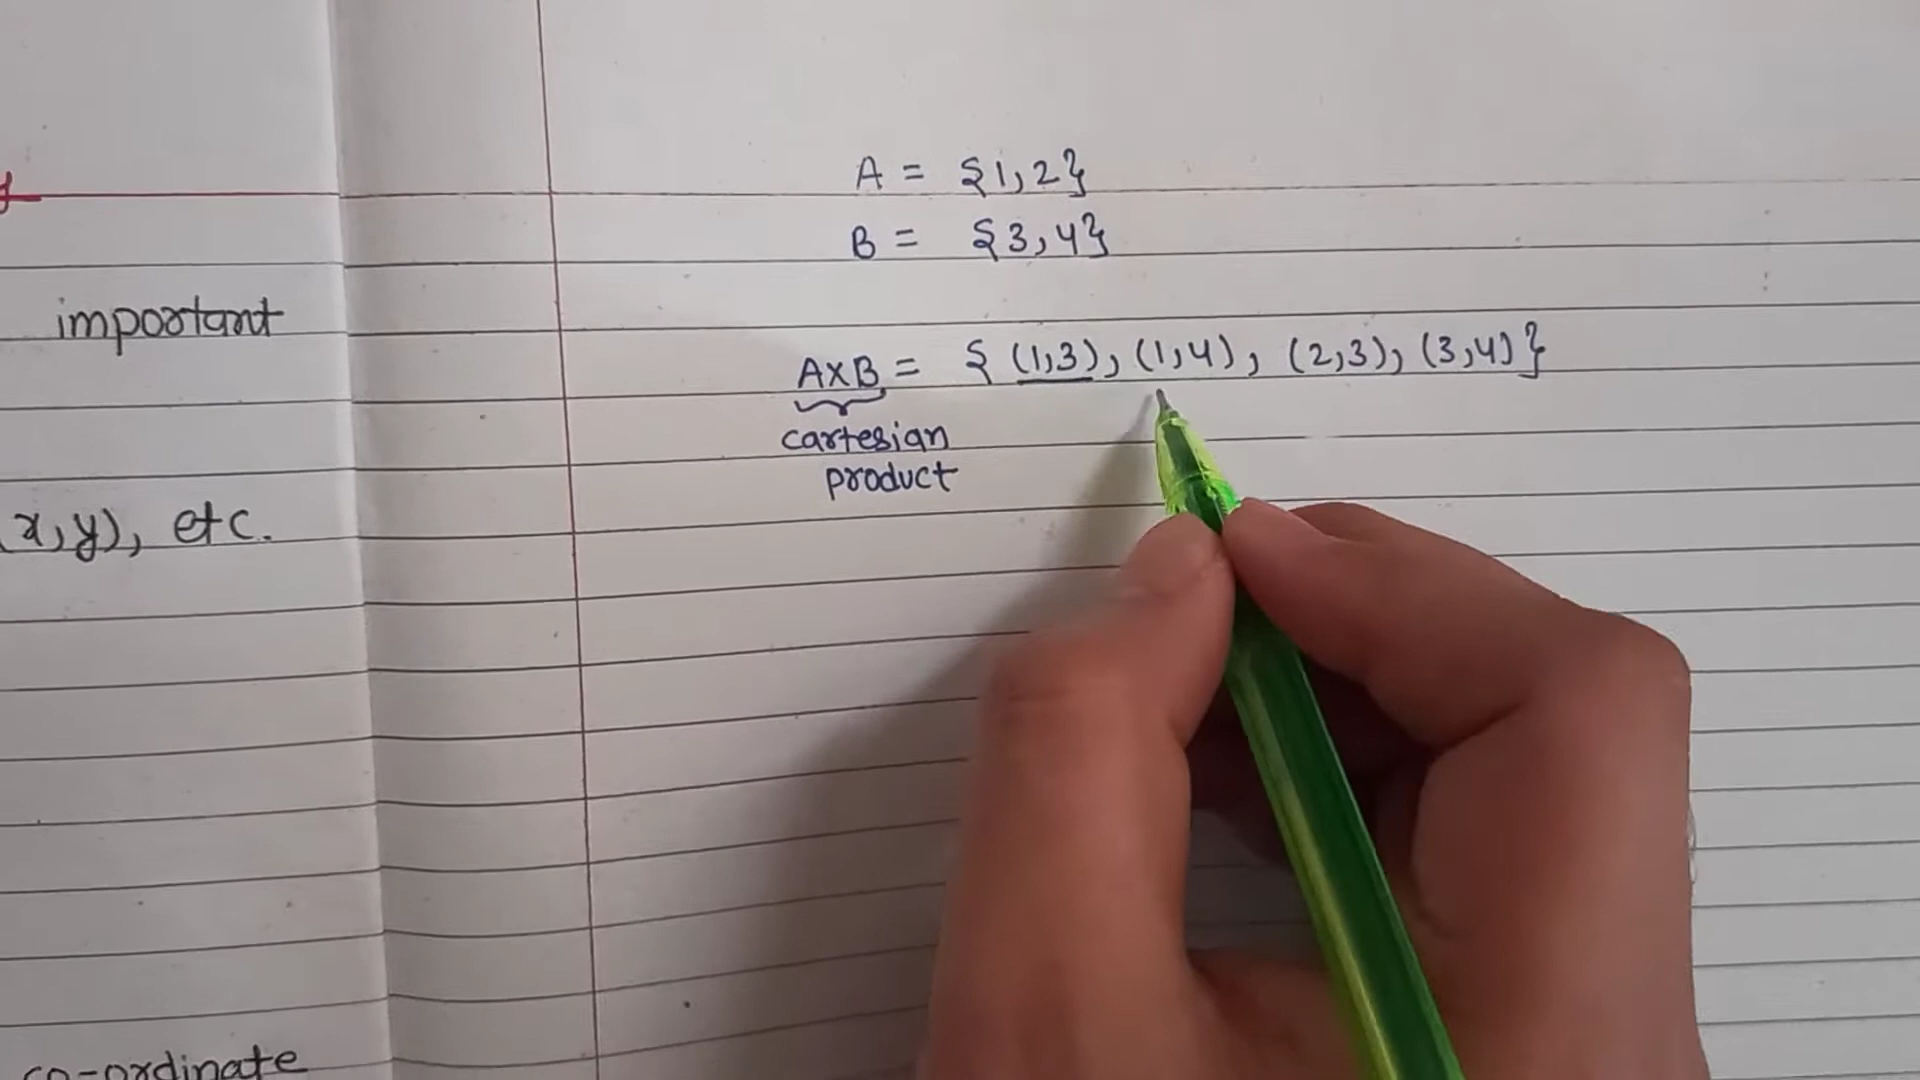 A = {1,2}
B = {3,4}
important
A×B = { (1,3), (1,4), (2,3), (3,4) }
cartesian
product
x,y), etc.
co-ordinate